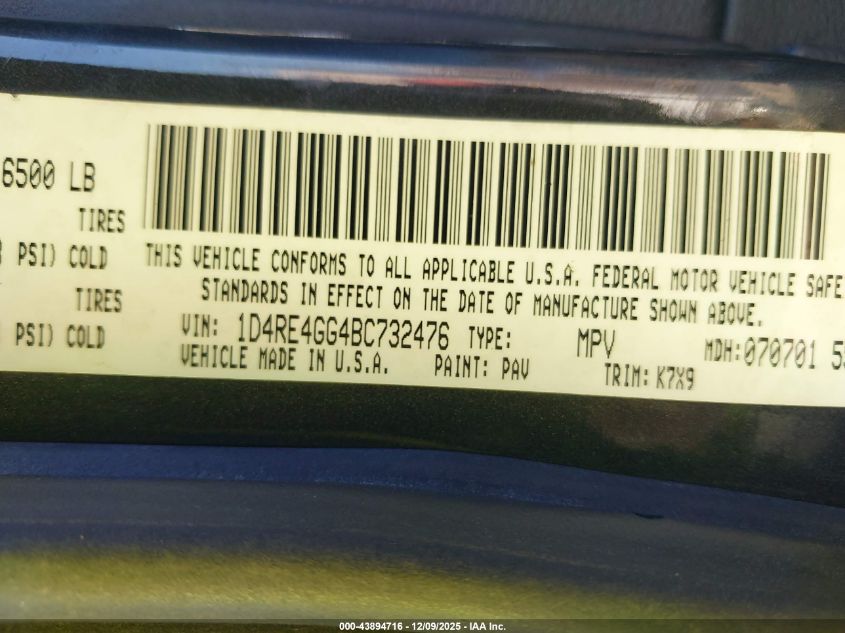 6500 LB
TIRES
PSI) COLD
TIRES
PSI) COLD
THIS VEHICLE CONFORMS TO ALL APPLICABLE U.S.A. FEDERAL MOTOR VEHICLE SAFE
STANDARDS IN EFFECT ON THE DATE OF MANUFACTURE SHOWN ABOVE.
VIN: 1D4RE4GG4BC732476 TYPE: MPV MDH:070701
VEHICLE MADE IN U.S.A. PAINT: PAV TRIM: K7X9
000-43894716 - 12/09/2025 - IAA Inc.